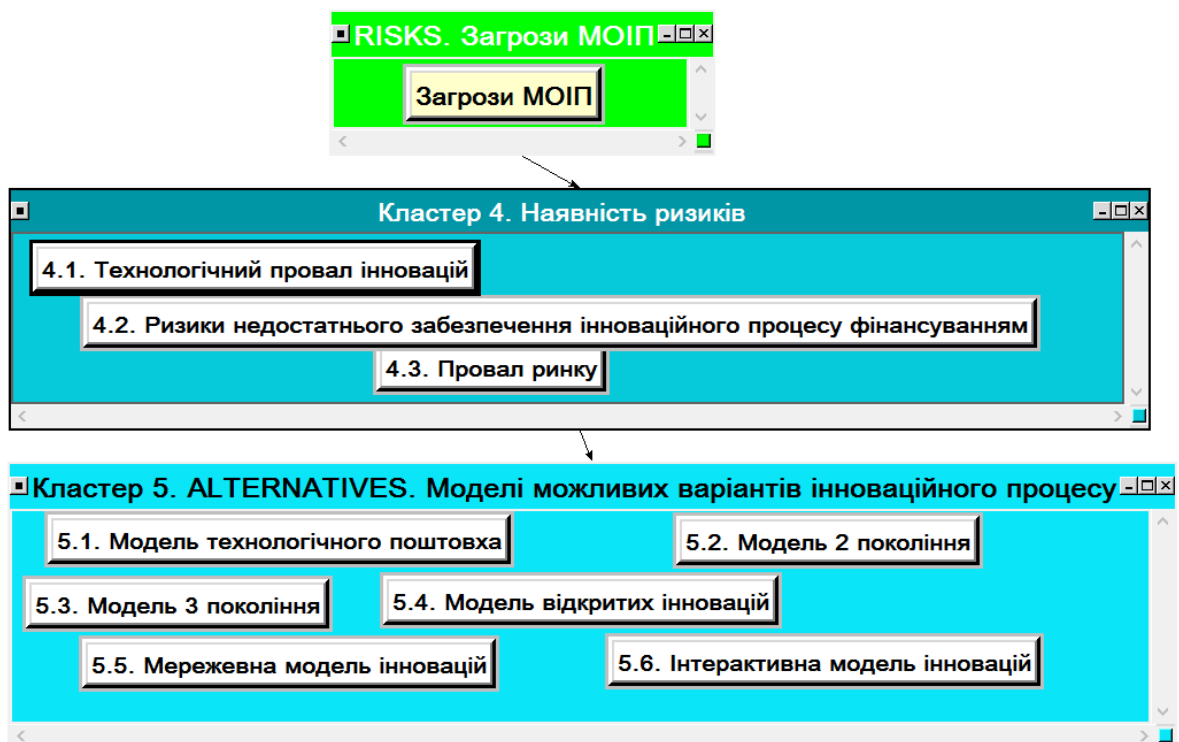 RISKS. Загрози МОІП
Загрози МОІП
Кластер 4. Наявність ризиків
4.1. Технологічний провал інновацій
4.2. Ризики недостатнього забезпечення інноваційного процесу фінансуванням
4.3. Провал ринку
Кластер 5. ALTERNATIVES. Моделі можливих варіантів інноваційного процесу
5.1. Модель технологічного поштовха
5.2. Модель 2 покоління
5.3. Модель 3 покоління
5.4. Модель відкритих інновацій
5.5. Мережевна модель інновацій
5.6. Інтерактивна модель інновацій